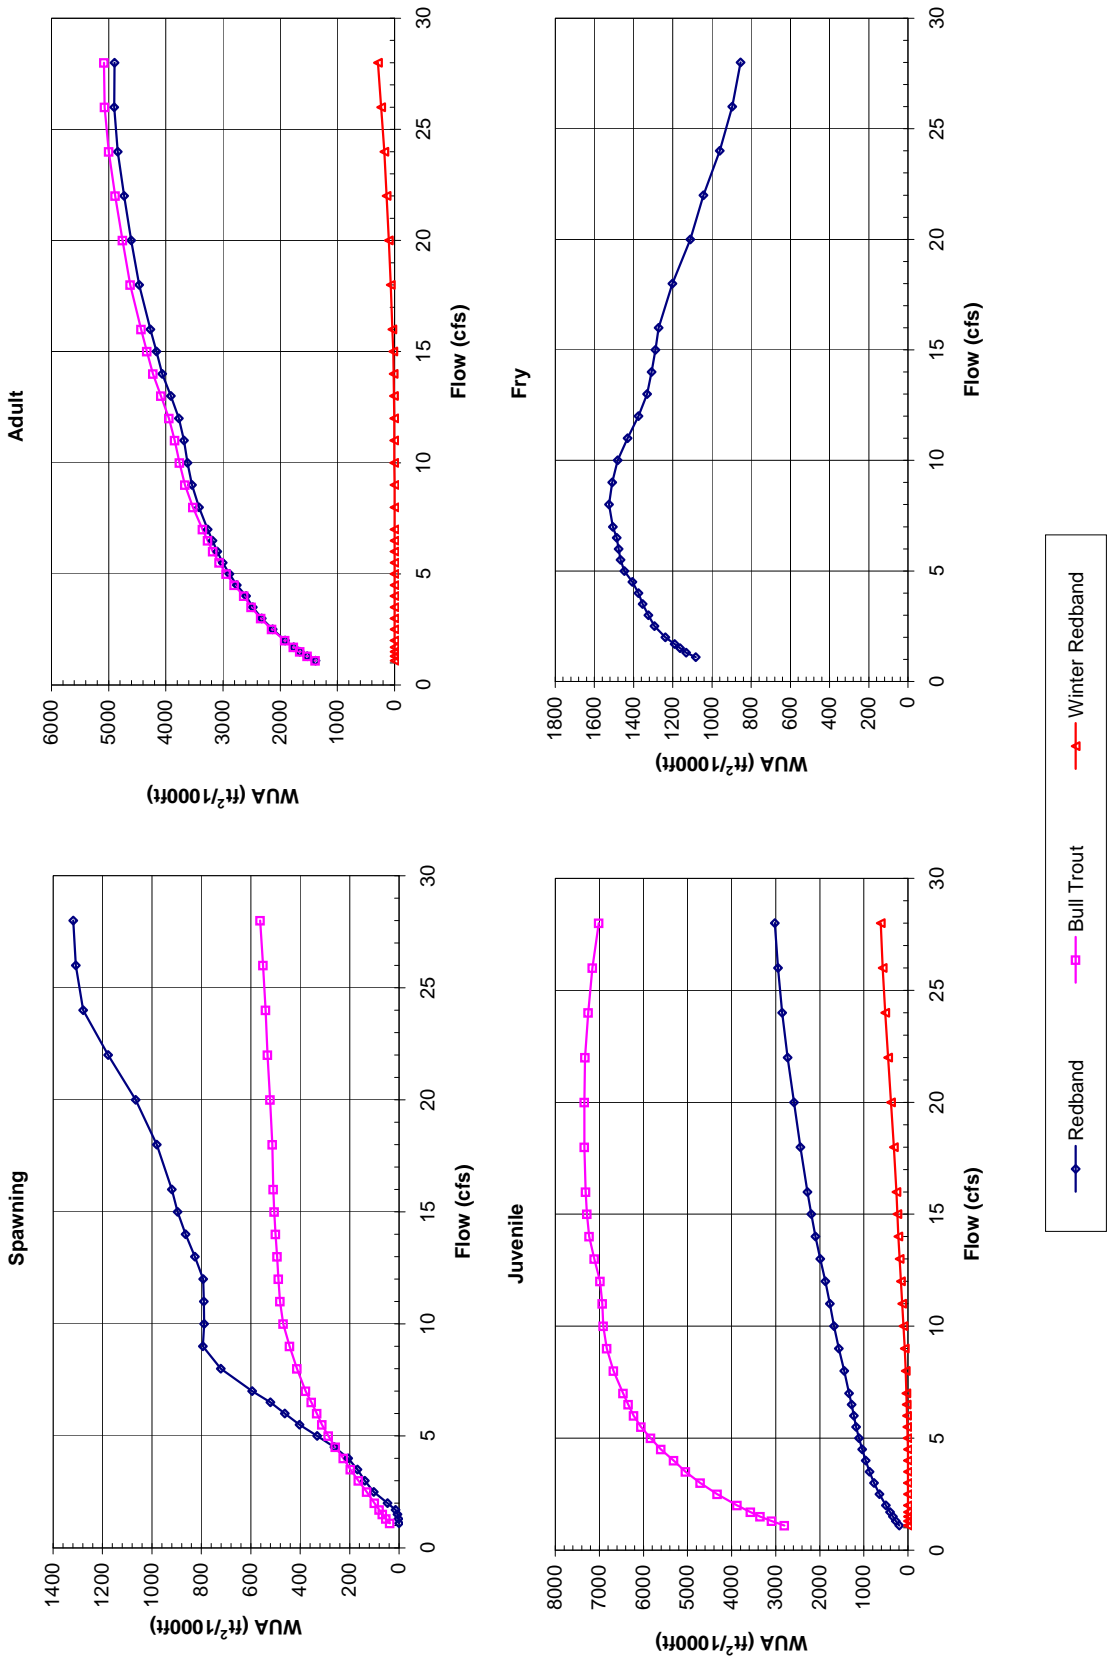 Spawning
WUA (ft²/1000ft)
1400
1200
1000
800
600
400
200
0
0 5 10 15 20 25 30
Flow (cfs)
Adult
WUA (ft²/1000ft)
6000
5000
4000
3000
2000
1000
0
0 5 10 15 20 25 30
Flow (cfs)
Juvenile
WUA (ft²/1000ft)
8000
7000
6000
5000
4000
3000
2000
1000
0
0 5 10 15 20 25 30
Flow (cfs)
Fry
WUA (ft²/1000ft)
1800
1600
1400
1200
1000
800
600
400
200
0
0 5 10 15 20 25 30
Flow (cfs)
Redband Bull Trout Winter Redband